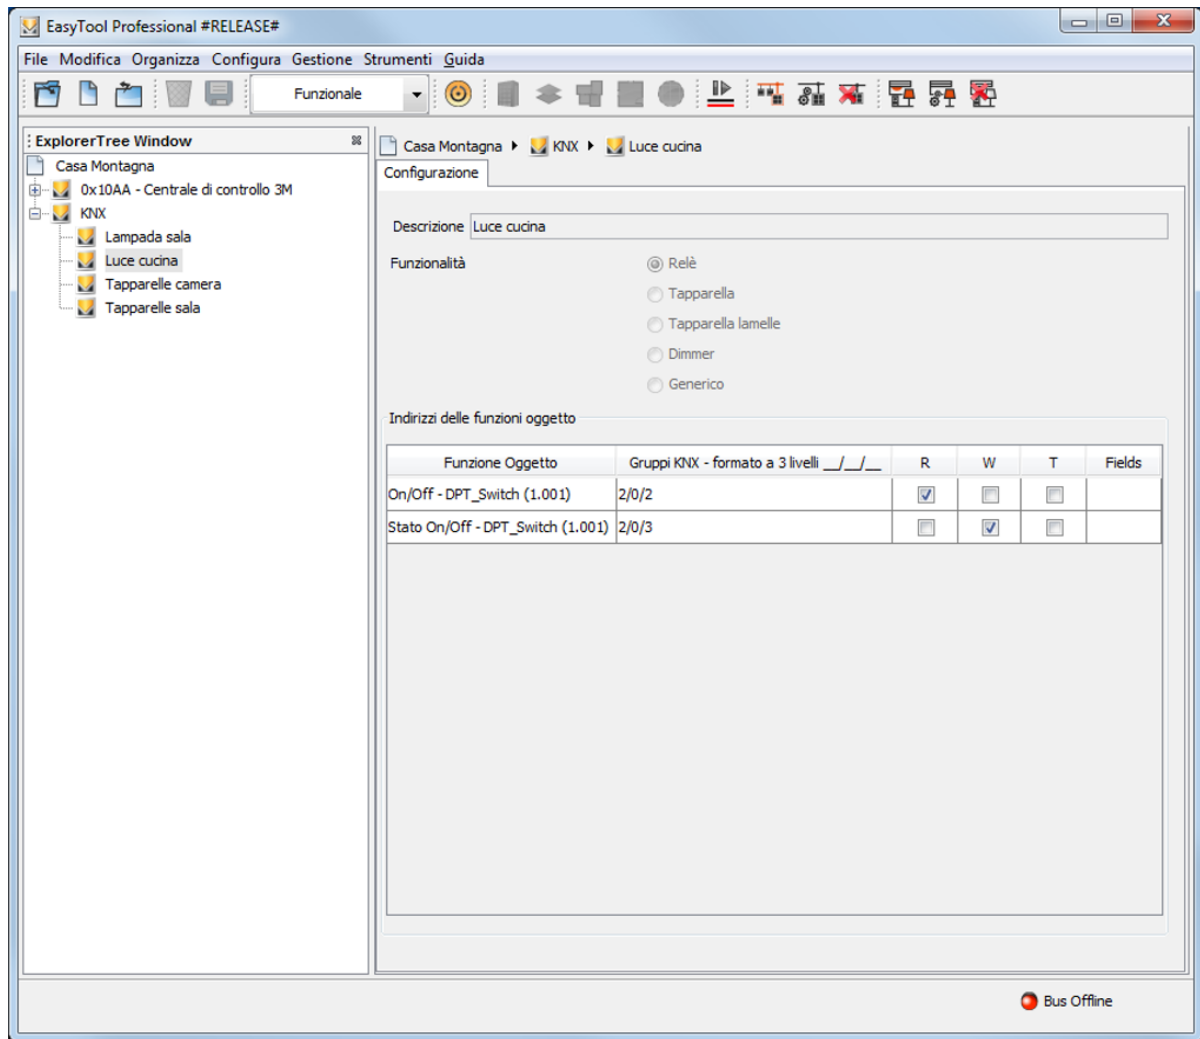 EasyTool Professional #RELEASE#
File Modifica Organizza Configura Gestione Strumenti Guida
Funzionale
ExplorerTree Window
Casa Montagna
0x10AA - Centrale di controllo 3M
KNX
Lampada sala
Luce cucina
Tapparelle camera
Tapparelle sala
Casa Montagna KNX Luce cucina
Configurazione
Descrizione Luce cucina
Funzionalità Relè
Tapparella
Tapparella lamelle
Dimmer
Generico
Indirizzi delle funzioni oggetto
Funzione Oggetto Gruppi KNX - formato a 3 livelli __/__/__ R W T Fields
On/Off - DPT_Switch (1.001) 2/0/2
Stato On/Off - DPT_Switch (1.001) 2/0/3
Bus Offline